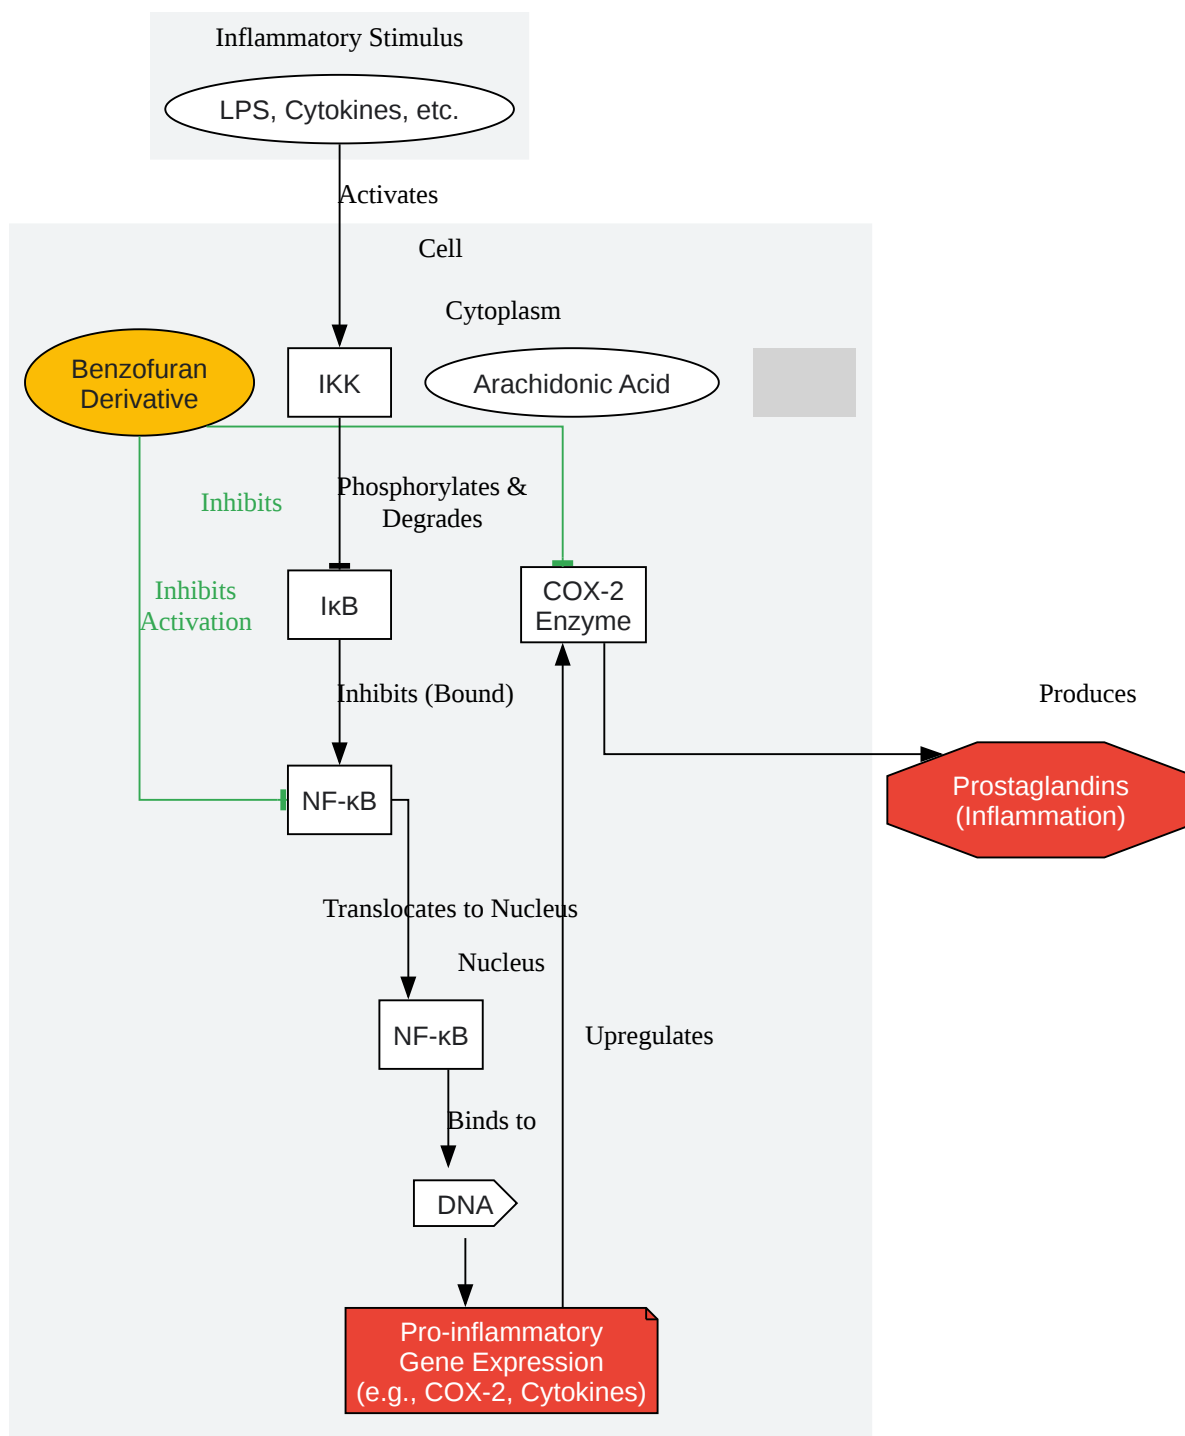 Inflammatory Stimulus
LPS, Cytokines, etc.
Activates
Cell
Cytoplasm
Benzofuran
Derivative
IKK
Arachidonic Acid
Inhibits
Phosphorylates &
Degrades
Inhibits
Activation
IκB
COX-2
Enzyme
Inhibits (Bound)
Produces
NF-κB
Prostaglandins
(Inflammation)
Translocates to Nucleus
Nucleus
NF-κB
Upregulates
Binds to
DNA
Pro-inflammatory
Gene Expression
(e.g., COX-2, Cytokines)